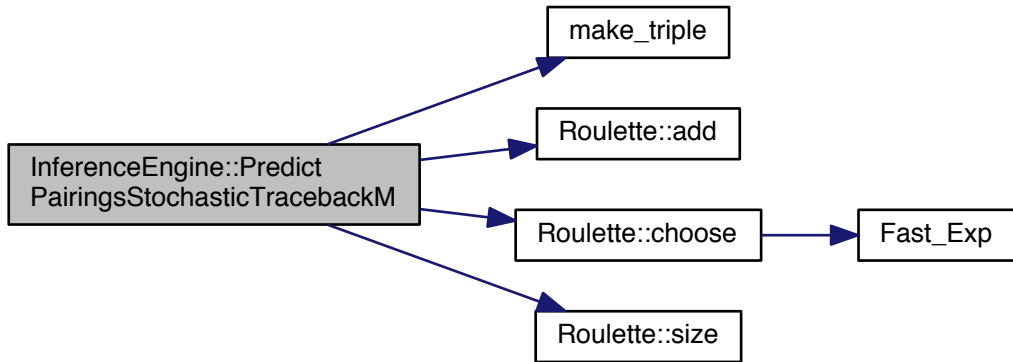 make_triple
Roulette::add
InferenceEngine::Predict
PairingsStochasticTracebackM
Roulette::choose
Fast_Exp
Roulette::size